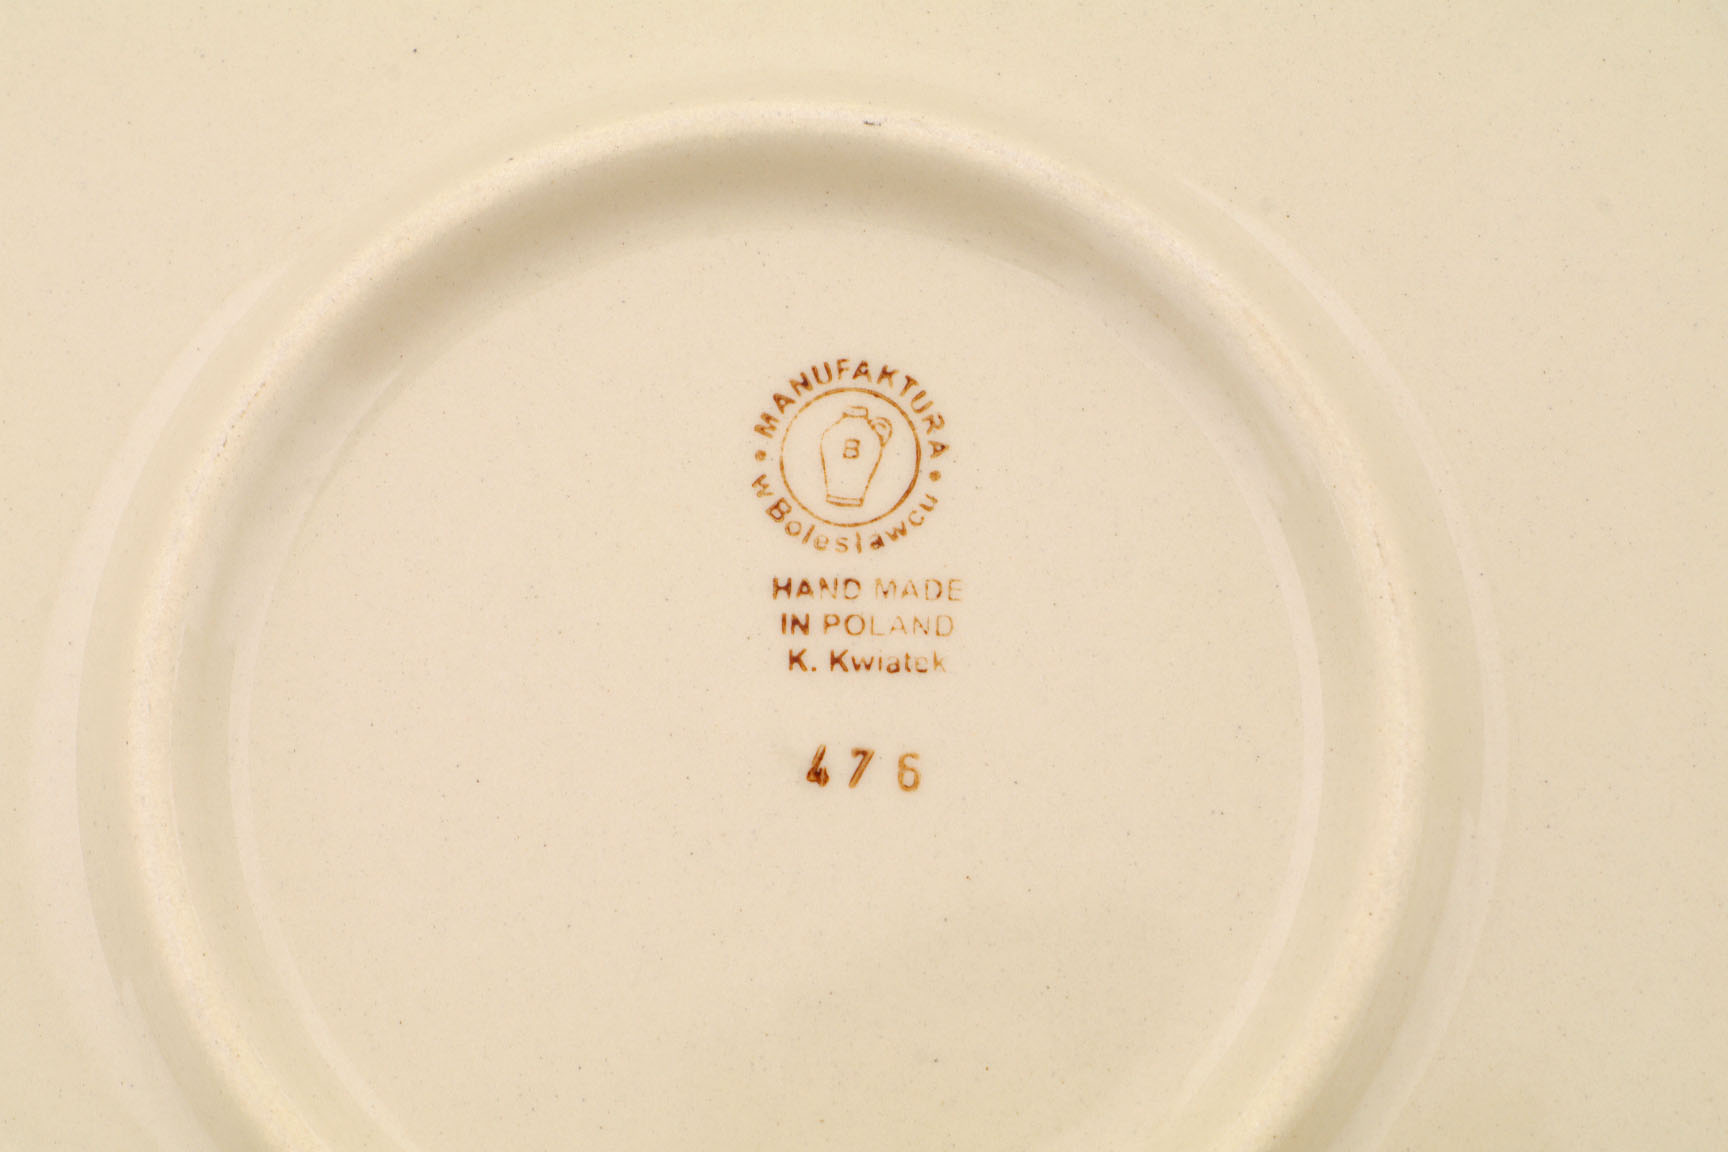 MANUFAKTURA
w Bolesławcu
B
HAND MADE
IN POLAND
K. Kwiatek
476